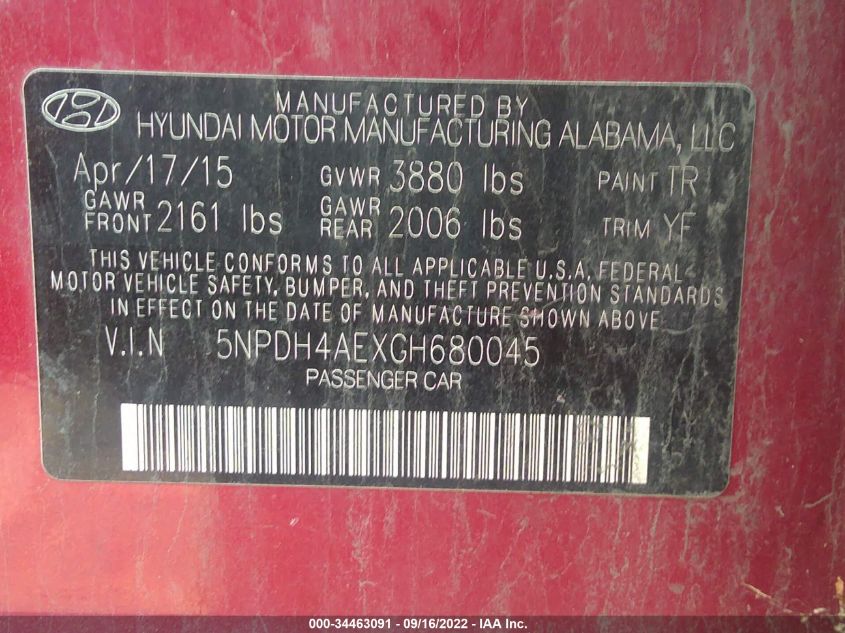 MANUFACTURED BY
HYUNDAI MOTOR MANUFACTURING ALABAMA, LLC
Apr/17/15 GVWR 3880 lbs PAINT TR
GAWR FRONT 2161 lbs GAWR REAR 2006 lbs TRIM YF
THIS VEHICLE CONFORMS TO ALL APPLICABLE U.S.A. FEDERAL
MOTOR VEHICLE SAFETY, BUMPER, AND THEFT PREVENTION STANDARDS
IN EFFECT ON THE DATE OF MANUFACTURE SHOWN ABOVE.
V.I.N 5NPDH4AEXGH680045
PASSENGER CAR
000-34463091 - 09/16/2022 - IAA Inc.